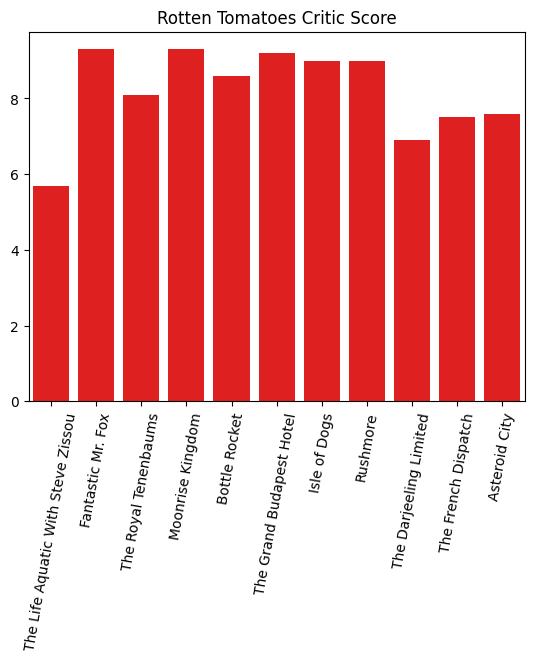 Rotten Tomatoes Critic Score
8
6
4
2
0
The Life Aquatic With Steve Zissou
Fantastic Mr. Fox
The Royal Tenenbaums
Moonrise Kingdom
Bottle Rocket
The Grand Budapest Hotel
Isle of Dogs
Rushmore
The Darjeeling Limited
The French Dispatch
Asteroid City